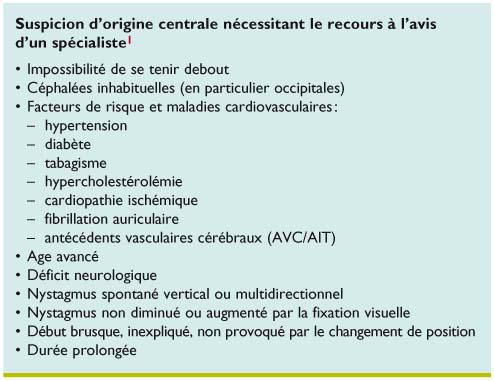 Suspicion d'origine centrale nécessitant le recours à l'avis
d'un spécialiste1
• Impossibilité de se tenir debout
• Céphalées inhabituelles (en particulier occipitales)
• Facteurs de risque et maladies cardiovasculaires :
– hypertension
– diabète
– tabagisme
– hypercholestérolémie
– cardiopathie ischémique
– fibrillation auriculaire
– antécédents vasculaires cérébraux (AVC/AIT)
• Age avancé
• Déficit neurologique
• Nystagmus spontané vertical ou multidirectionnel
• Nystagmus non diminué ou augmenté par la fixation visuelle
• Début brusque, inexpliqué, non provoqué par le changement de position
• Durée prolongée